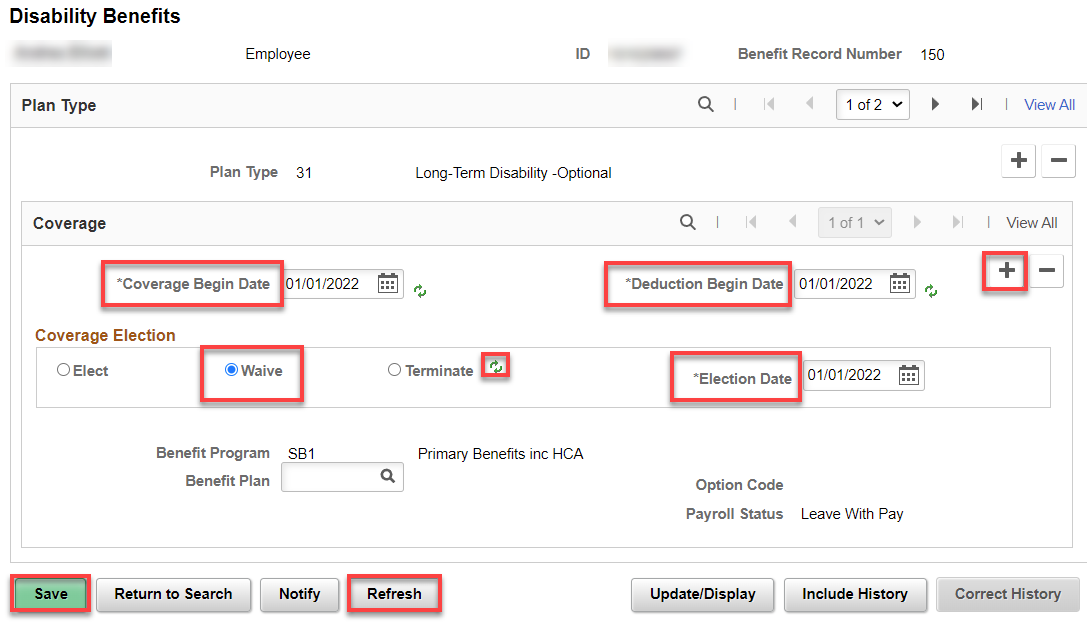 Disability Benefits
Employee ID Benefit Record Number 150
Plan Type 1 of 2 | View All
Plan Type 31 Long-Term Disability -Optional
Coverage 1 of 1 | View All
*Coverage Begin Date 01/01/2022 *Deduction Begin Date 01/01/2022
Coverage Election
Elect Waive Terminate *Election Date 01/01/2022
Benefit Program SB1 Primary Benefits inc HCA
Benefit Plan
Option Code
Payroll Status Leave With Pay
Save Return to Search Notify Refresh Update/Display Include History Correct History